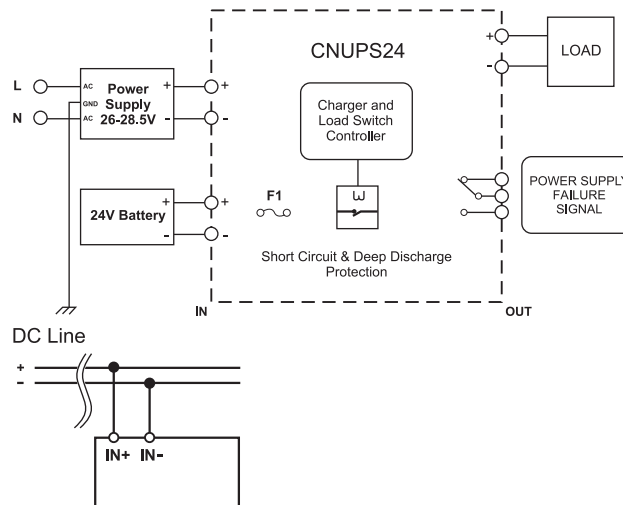 CNUPS24
+
-
LOAD
L
N
AC
GND
AC
Power
Supply
26-28.5V
+
-
+
-
Charger and
Load Switch
Controller
24V Battery
+
-
+
-
F1
POWER SUPPLY
FAILURE
SIGNAL
Short Circuit & Deep Discharge
Protection
IN
OUT
DC Line
+
-
IN+ IN-